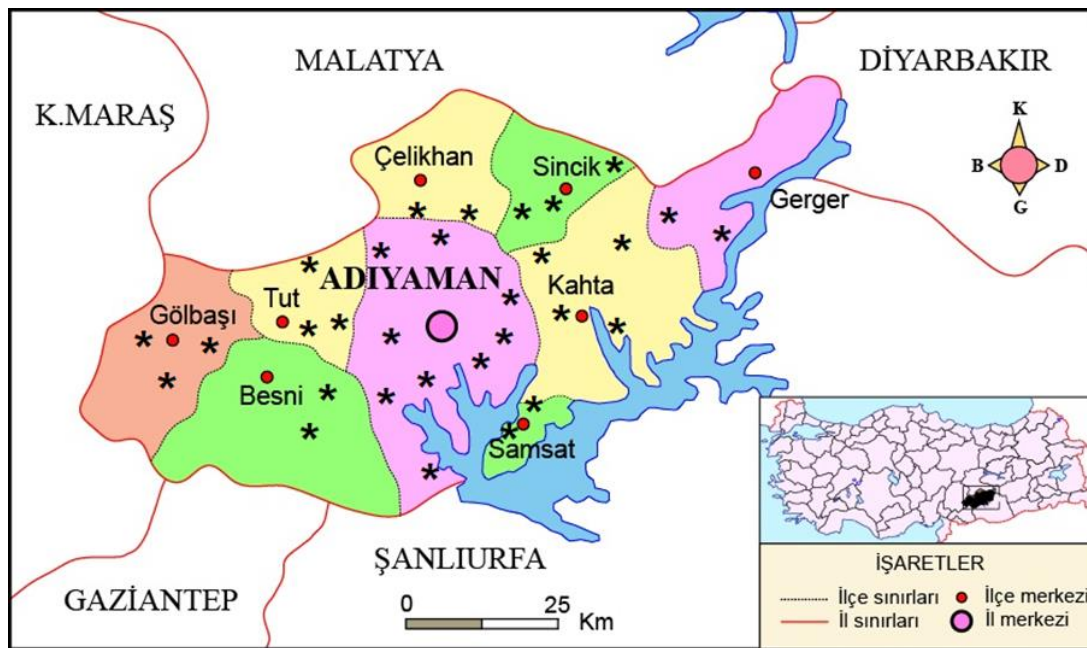 MALATYA
DİYARBAKIR
K.MARAŞ
K
B
D
G
Çelikhan
Sincik
Gerger
ADIYAMAN
Kahta
Tut
Gölbaşı
Besni
Samsat
ŞANLIURFA
GAZİANTEP
0
25
Km
İŞARETLER
İlçe sınırları
İlçe merkezi
İl sınırları
İl merkezi